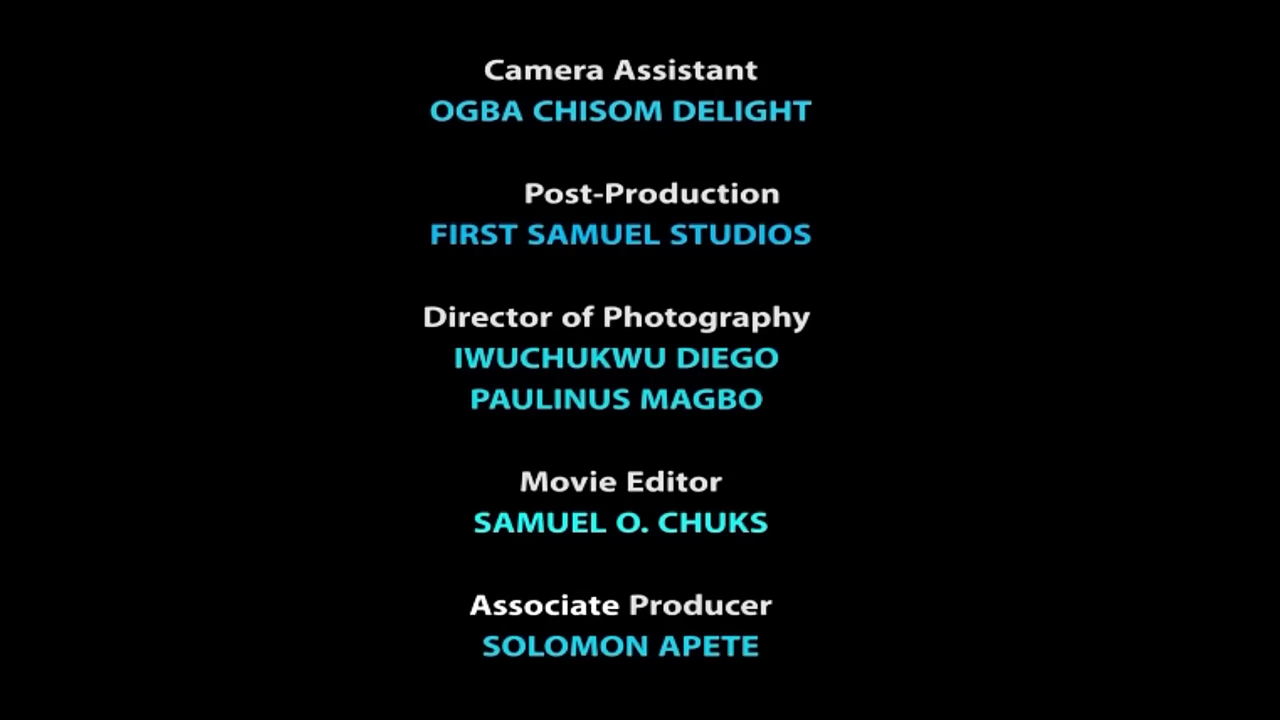 Camera Assistant
OGBA CHISOM DELIGHT
Post-Production
FIRST SAMUEL STUDIOS
Director of Photography
IWUCHUKWU DIEGO
PAULINUS MAGBO
Movie Editor
SAMUEL O. CHUKS
Associate Producer
SOLOMON APETE